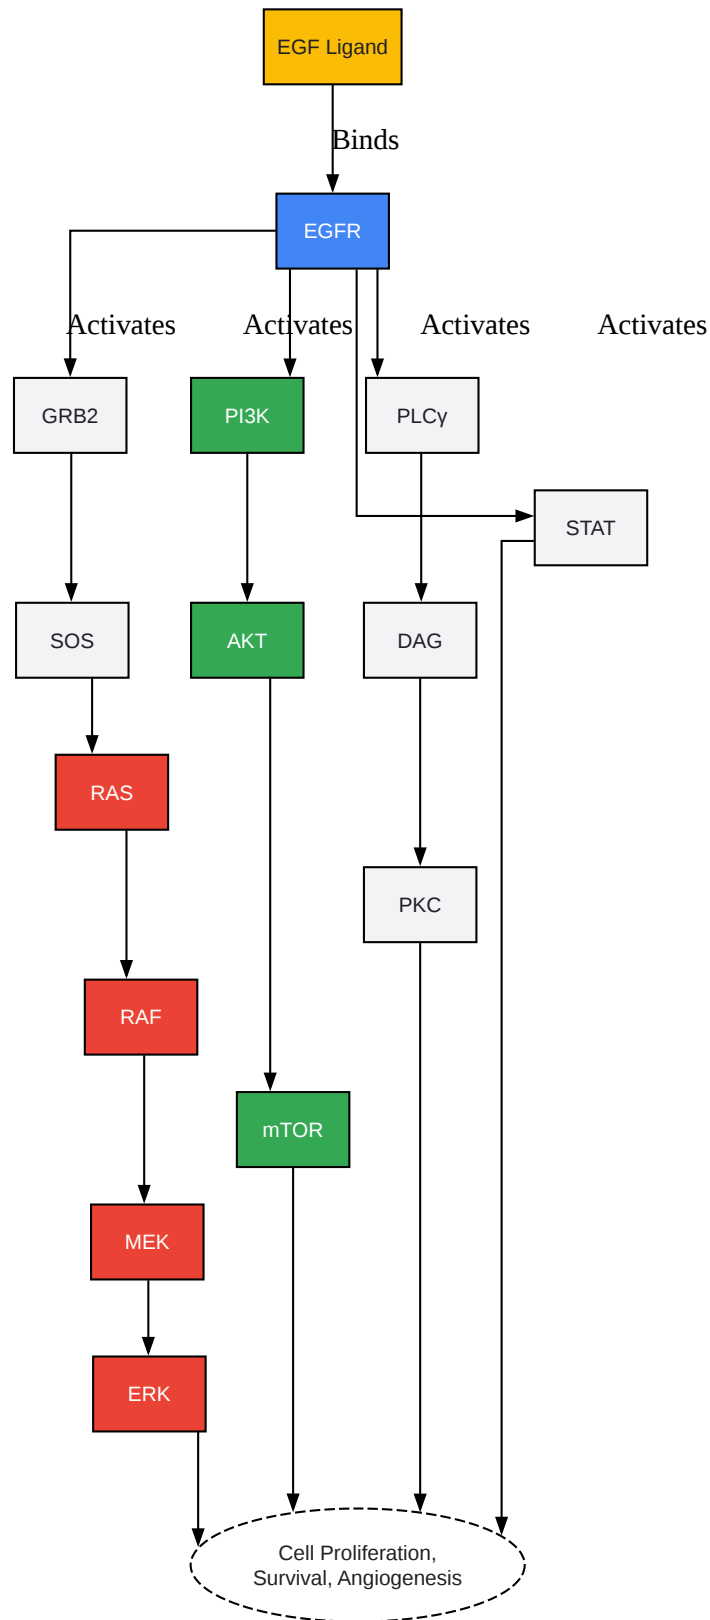 EGF Ligand
Binds
EGFR
Activates Activates Activates Activates
GRB2 PI3K PLCγ
STAT
SOS AKT DAG
RAS
PKC
RAF
mTOR
MEK
ERK
Cell Proliferation,
Survival, Angiogenesis